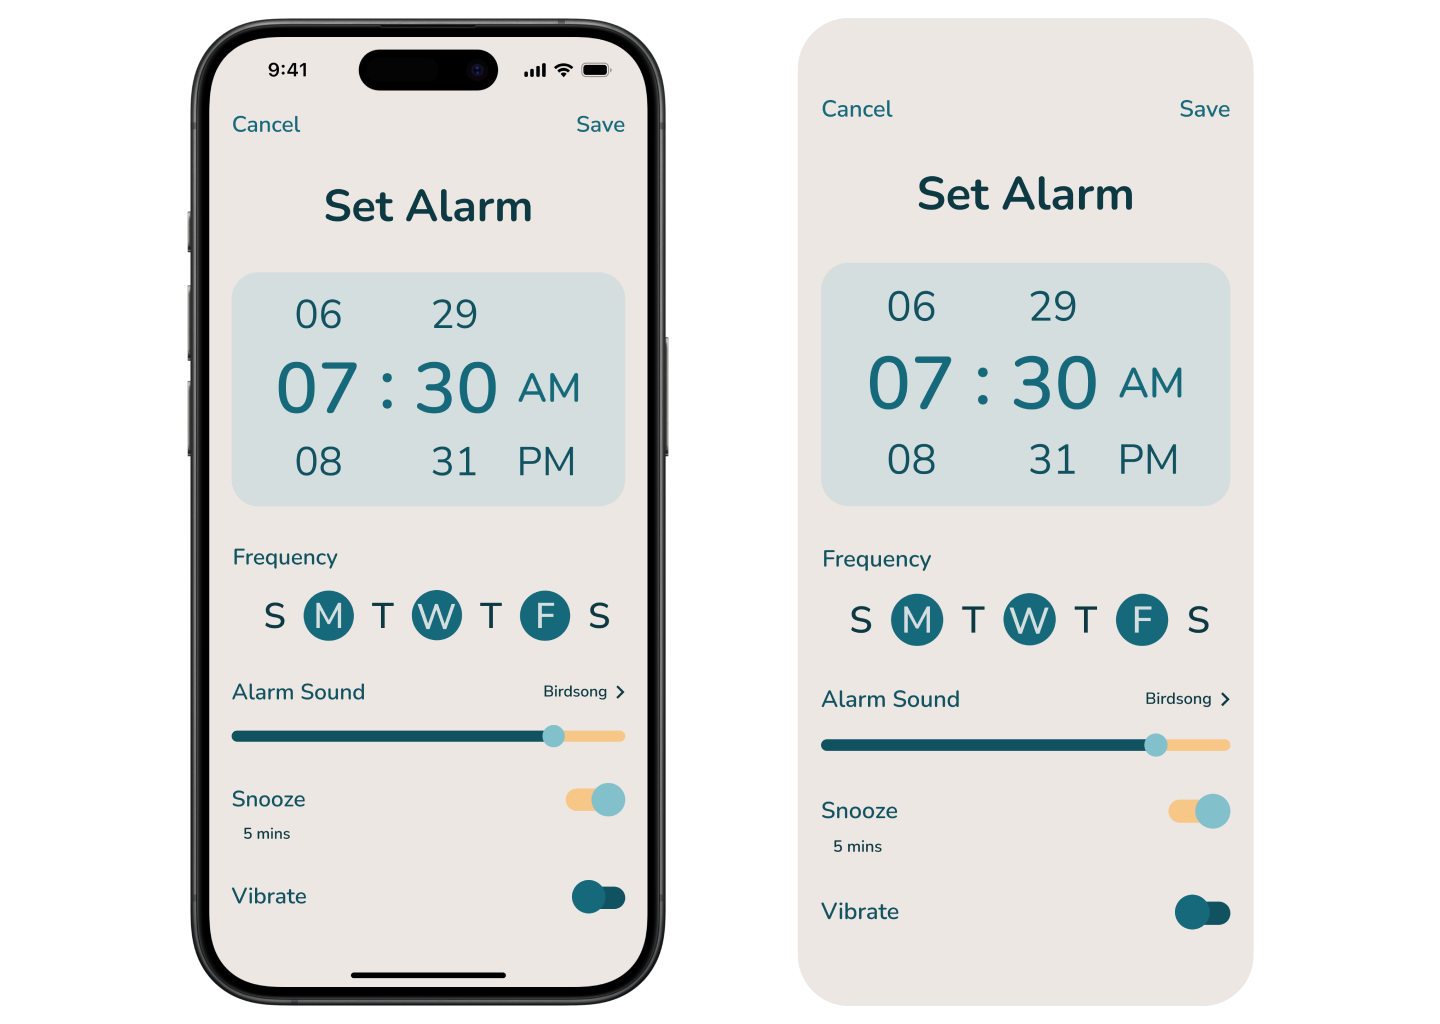 9:41
Cancel Save
Set Alarm
06 29
07 : 30 AM
08 31 PM
Frequency
S M T W T F S
Alarm Sound Birdsong
Snooze
5 mins
Vibrate
Cancel Save
Set Alarm
06 29
07 : 30 AM
08 31 PM
Frequency
S M T W T F S
Alarm Sound Birdsong
Snooze
5 mins
Vibrate